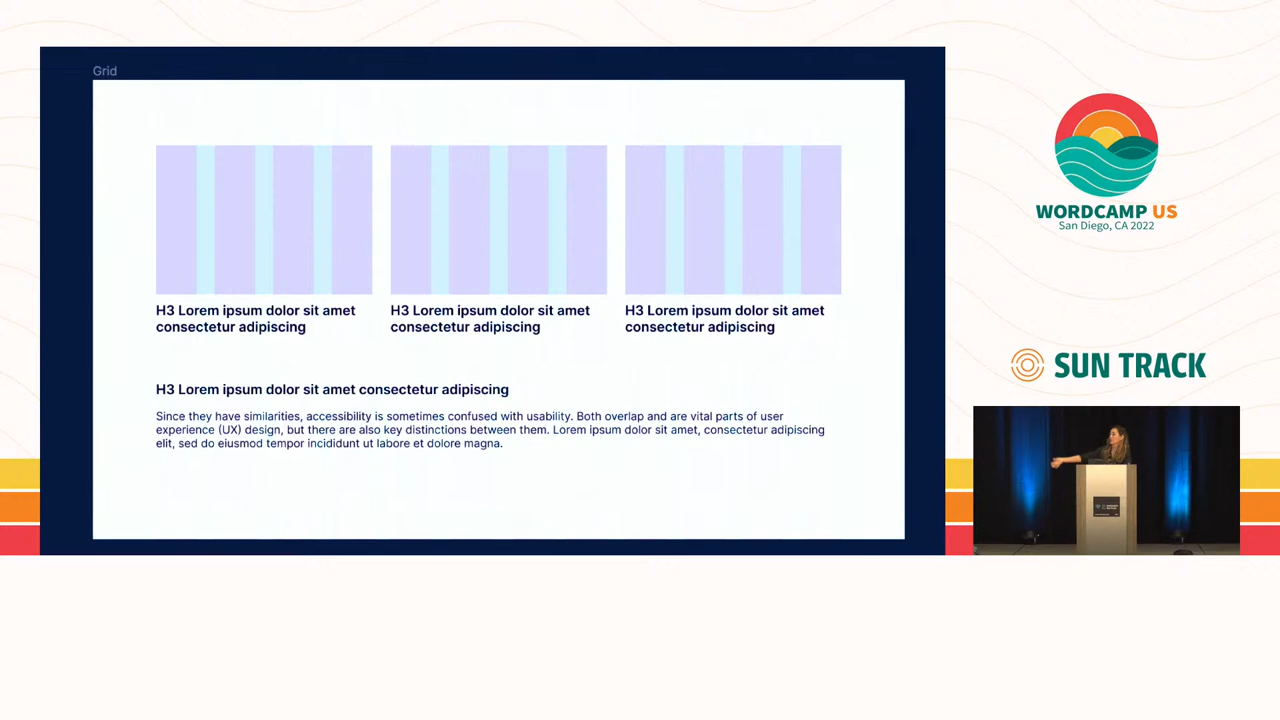 Grid
H3 Lorem ipsum dolor sit amet
consectetur adipiscing
H3 Lorem ipsum dolor sit amet
consectetur adipiscing
H3 Lorem ipsum dolor sit amet
consectetur adipiscing
H3 Lorem ipsum dolor sit amet consectetur adipiscing
Since they have similarities, accessibility is sometimes confused with usability. Both overlap and are vital parts of user
experience (UX) design, but there are also key distinctions between them. Lorem ipsum dolor sit amet, consectetur adipiscing
elit, sed do eiusmod tempor incididunt ut labore et dolore magna.
WORDCAMP US
San Diego, CA 2022
SUN TRACK